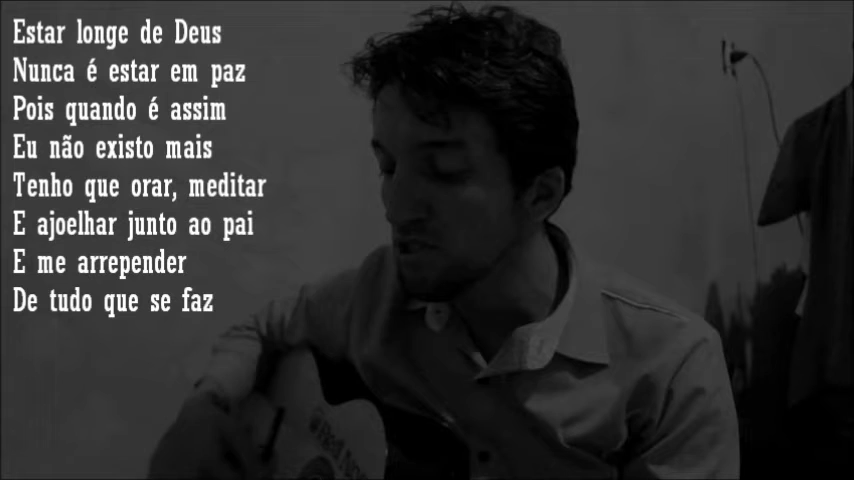 Estar longe de Deus
Nunca é estar em paz
Pois quando é assim
Eu não existo mais
Tenho que orar, meditar
E ajoelhar junto ao pai
E me arrepender
De tudo que se faz